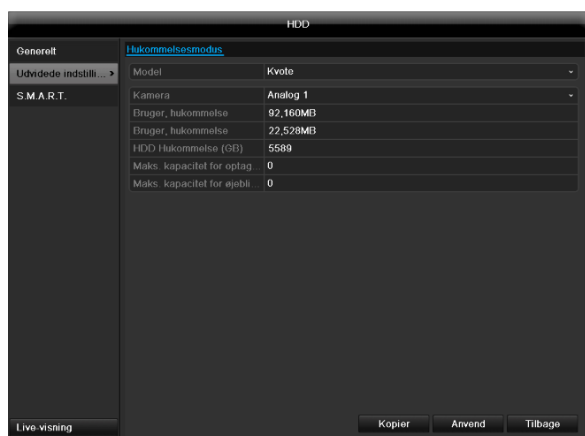 HDD
Generelt
Udvidede indstilli...
S.M.A.R.T.
Live-visning
Hukommelsesmodus
Model Kvote
Kamera Analog 1
Bruger, hukommelse 92,160MB
Bruger, hukommelse 22,528MB
HDD Hukommelse (GB) 5589
Maks. kapacitet for optag... 0
Maks. kapacitet for øjebli... 0
Kopier Anvend Tilbage